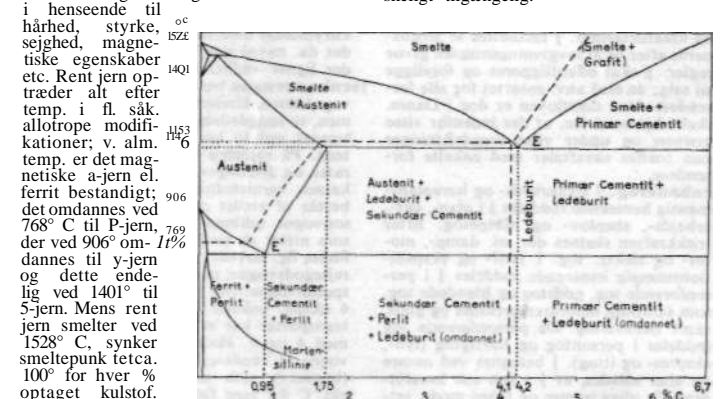 i henseende til
hårdhed, styrke,
sejghed, magne-
tiske egenskaber
etc. Rent jern op-
træder alt efter
temp. i fl. såk.
allotrope modifi-
kationer; v. alm.
temp. er det mag-
netiske a-jern el.
ferrit bestandigt;
det omdannes ved
768° C til P-jern,
der ved 906° om-
dannes til y-jern
og dette ende-
lig ved 1401° til
5-jern. Mens rent
jern smelter ved
1528° C, synker
smeltepunk tetca.
100° for hver %
optaget kulstof.
°C
1401
1153
6
906
769
1t%
Smelte
(Smelte +
Grafit)
Smelte
+Austenit
Smelte +
Primær Cementit
E
Austenit
Austenit +
Ledeburit +
Sekundær Cementit
Ledeburit
Primær Cementit +
Ledeburit
E'
Ferrit +
Perlit
Sekundær
Cementit
+ Perlit
Sekundær Cementit
+ Perlit
+ Ledeburit (omdannet)
Primær Cementit
+ Ledeburit (omdannet)
Marten-
sitlinie
0,95 1,75 4,1 4,2 6,7
1 2 3 4 5 6 % C